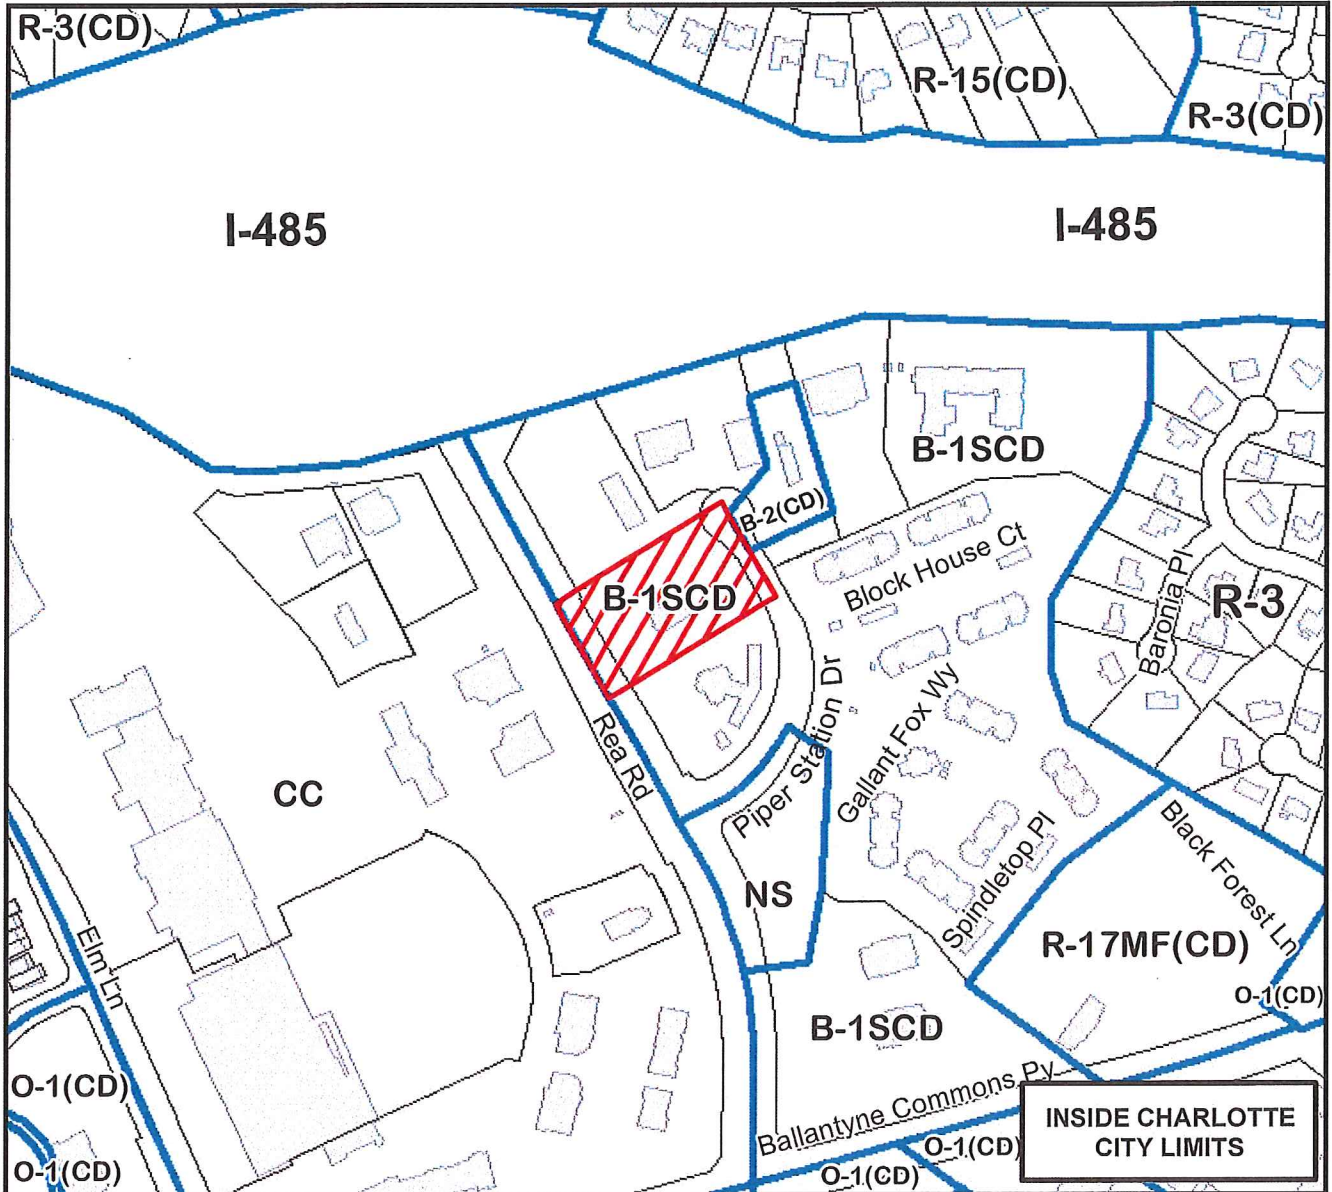 R-3(CD)
R-15(CD)
R-3(CD)
I-485
I-485
B-1SCD
B-2(CD)
Block House Ct
B-1SCD
Baronia Pl
R-3
Rea Rd
Piper Station Dr
Gallant Fox Wy
CC
Spindletop Pl
Black Forest Ln
NS
Elm Ln
R-17MF(CD)
O-1(CD)
B-1SCD
O-1(CD)
Ballantyne Commons Py
INSIDE CHARLOTTE
CITY LIMITS
O-1(CD)
O-1(CD)
O-1(CD)